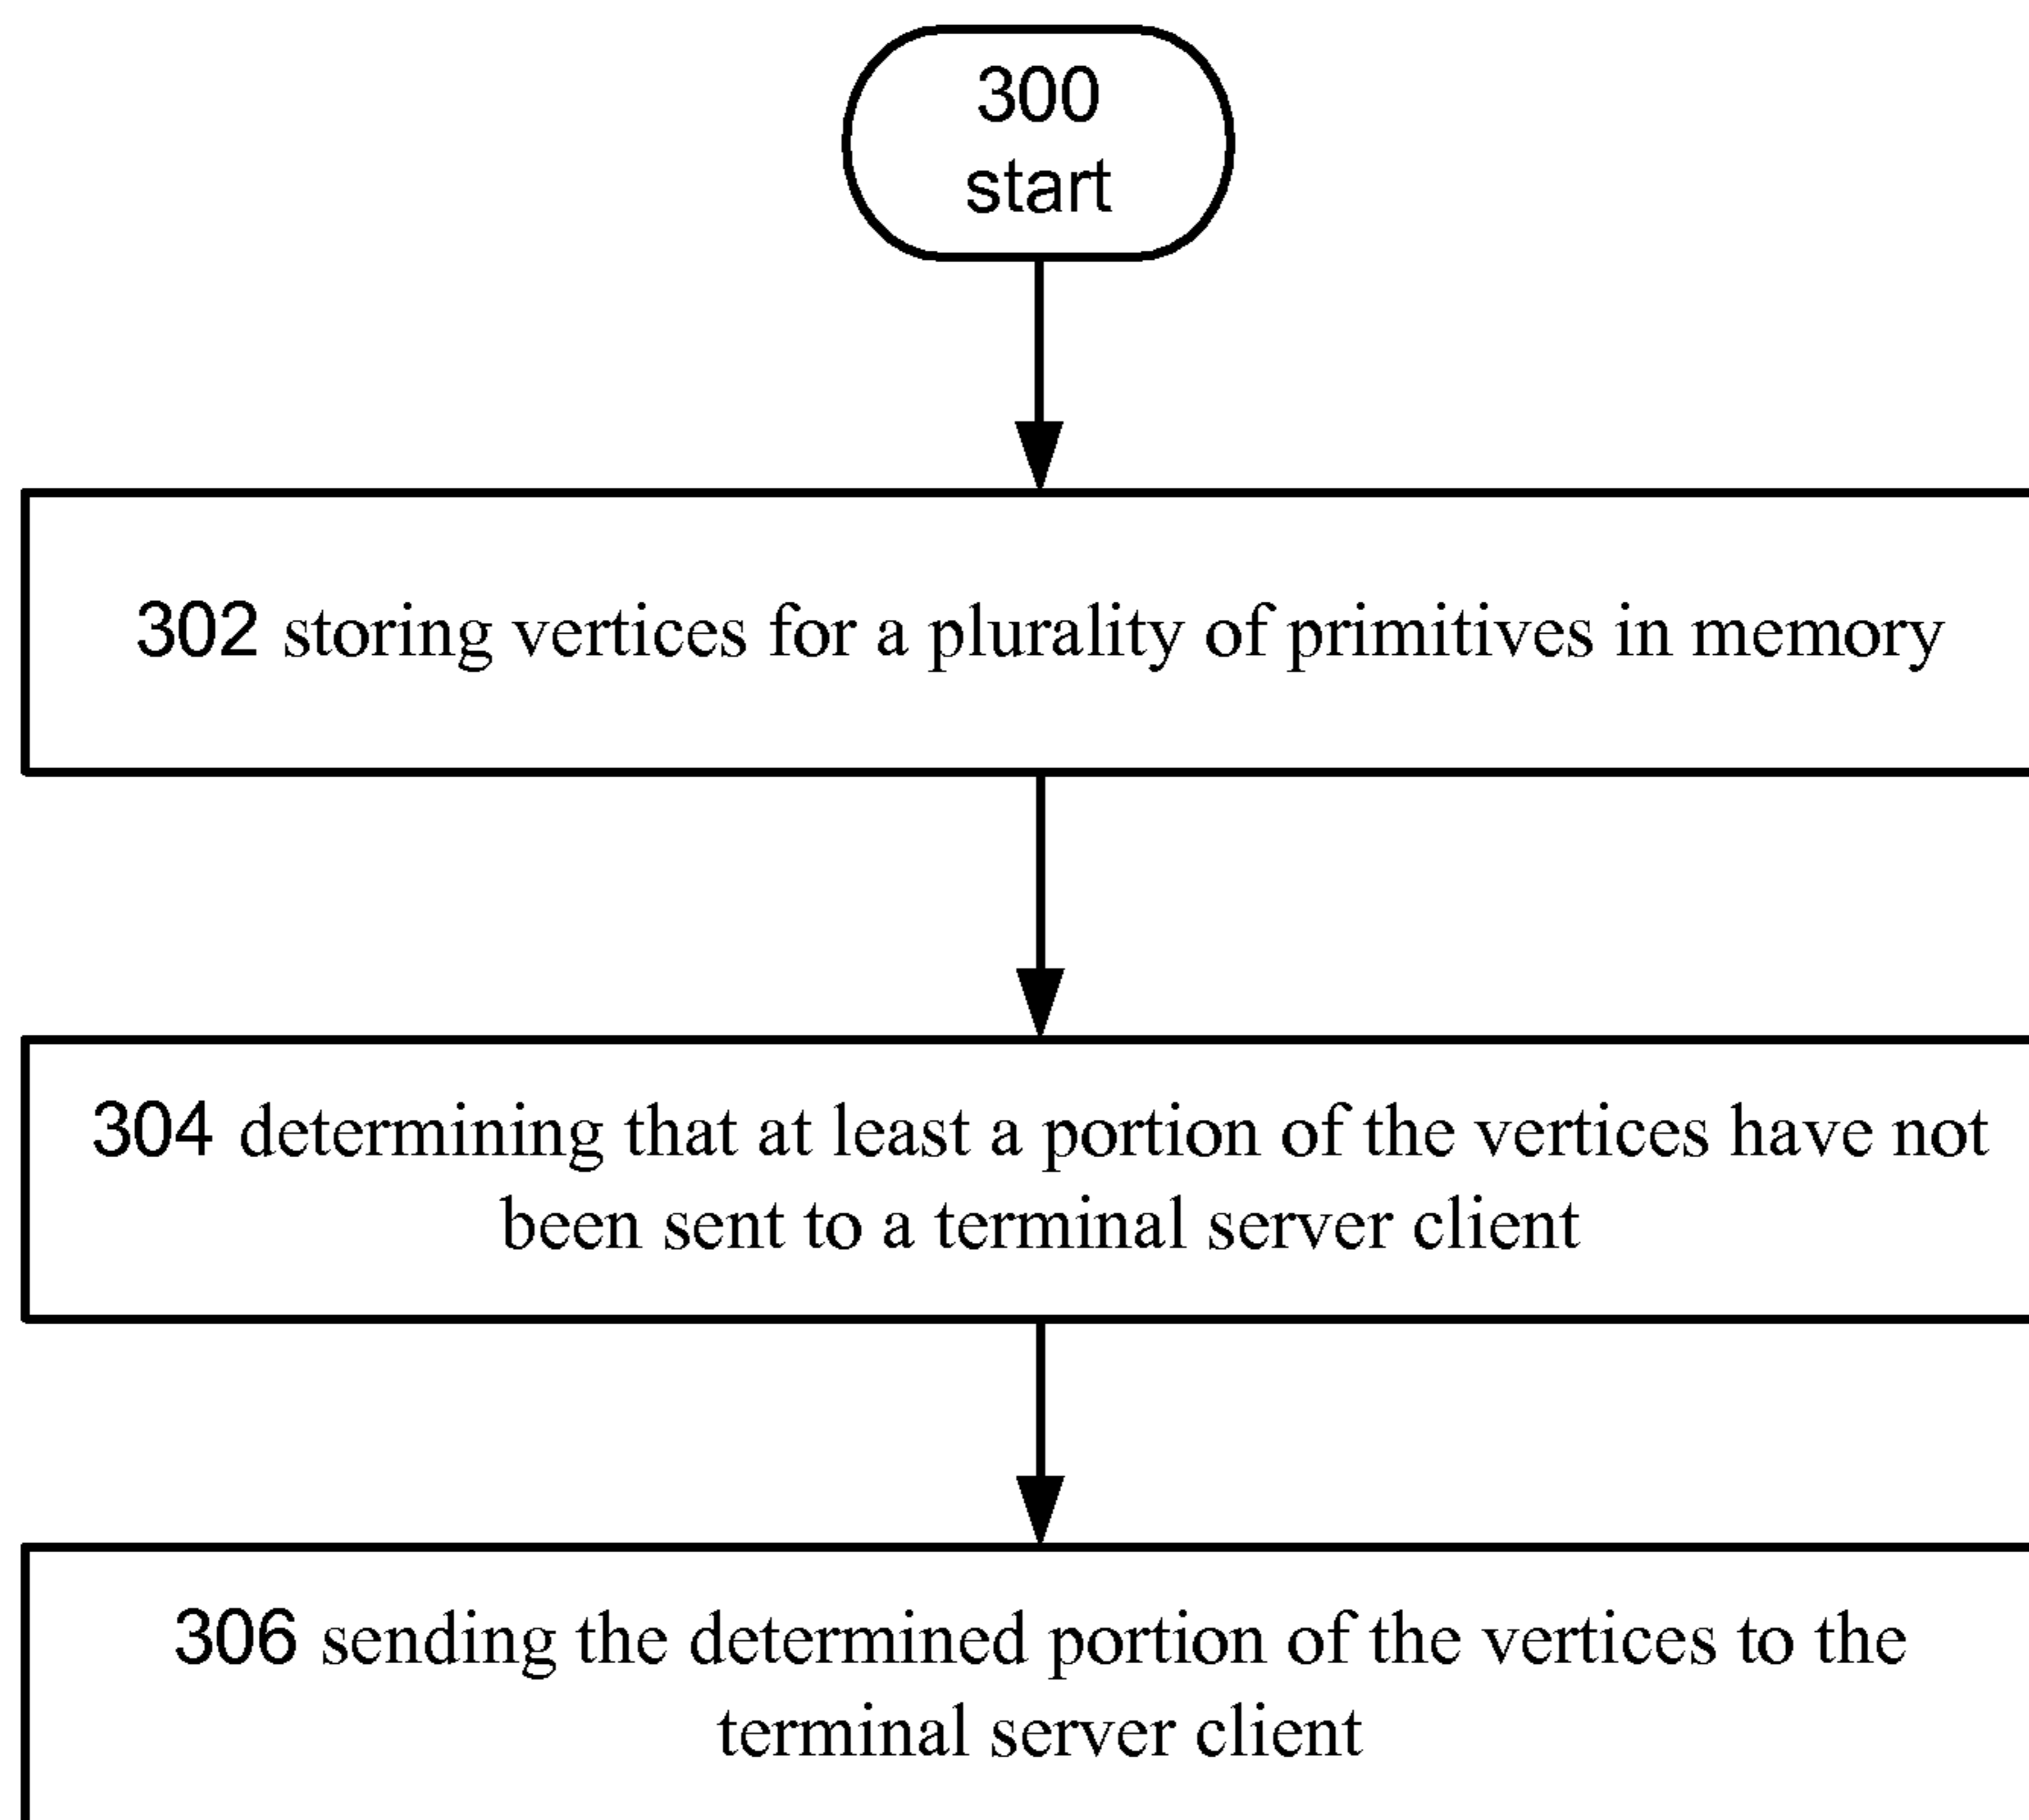 300
start
302 storing vertices for a plurality of primitives in memory
304 determining that at least a portion of the vertices have not
been sent to a terminal server client
306 sending the determined portion of the vertices to the
terminal server client